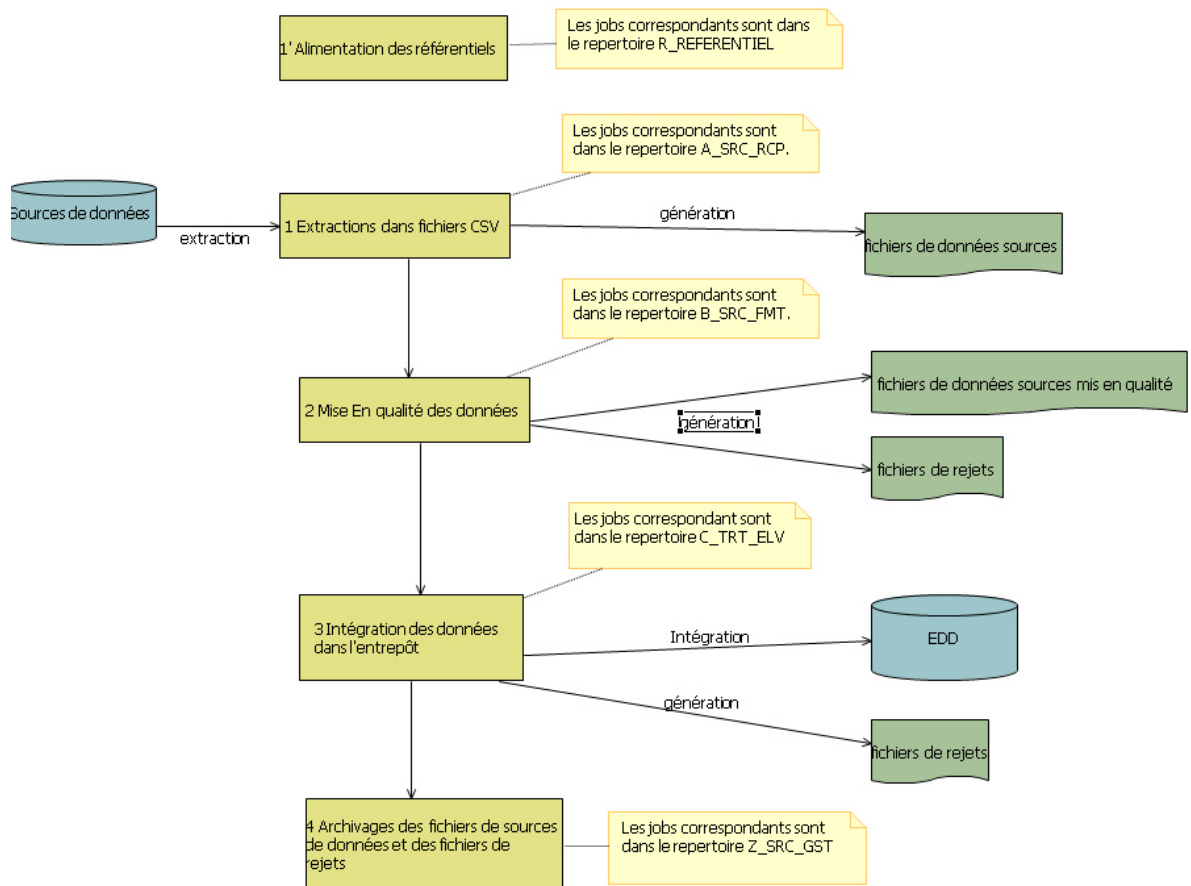 Les jobs correspondants sont dans
le repertoire R_REFERENTIEL
1' Alimentation des référentiels
Les jobs correspondants sont
dans le repertoire A_SRC_RCP.
Sources de données
extraction
1 Extractions dans fichiers CSV
génération
fichiers de données sources
Les jobs correspondants sont
dans le repertoire B_SRC_FMT.
2 Mise En qualité des données
génération
fichiers de données sources mis en qualité
fichiers de rejets
Les jobs correspondant sont
dans le repertoire C_TRT_ELV
3 Intégration des données
dans l'entrepôt
Intégration
EDD
génération
fichiers de rejets
4 Archivages des fichiers de sources
de données et des fichiers de
rejets
Les jobs correspondants sont
dans le repertoire Z_SRC_GST